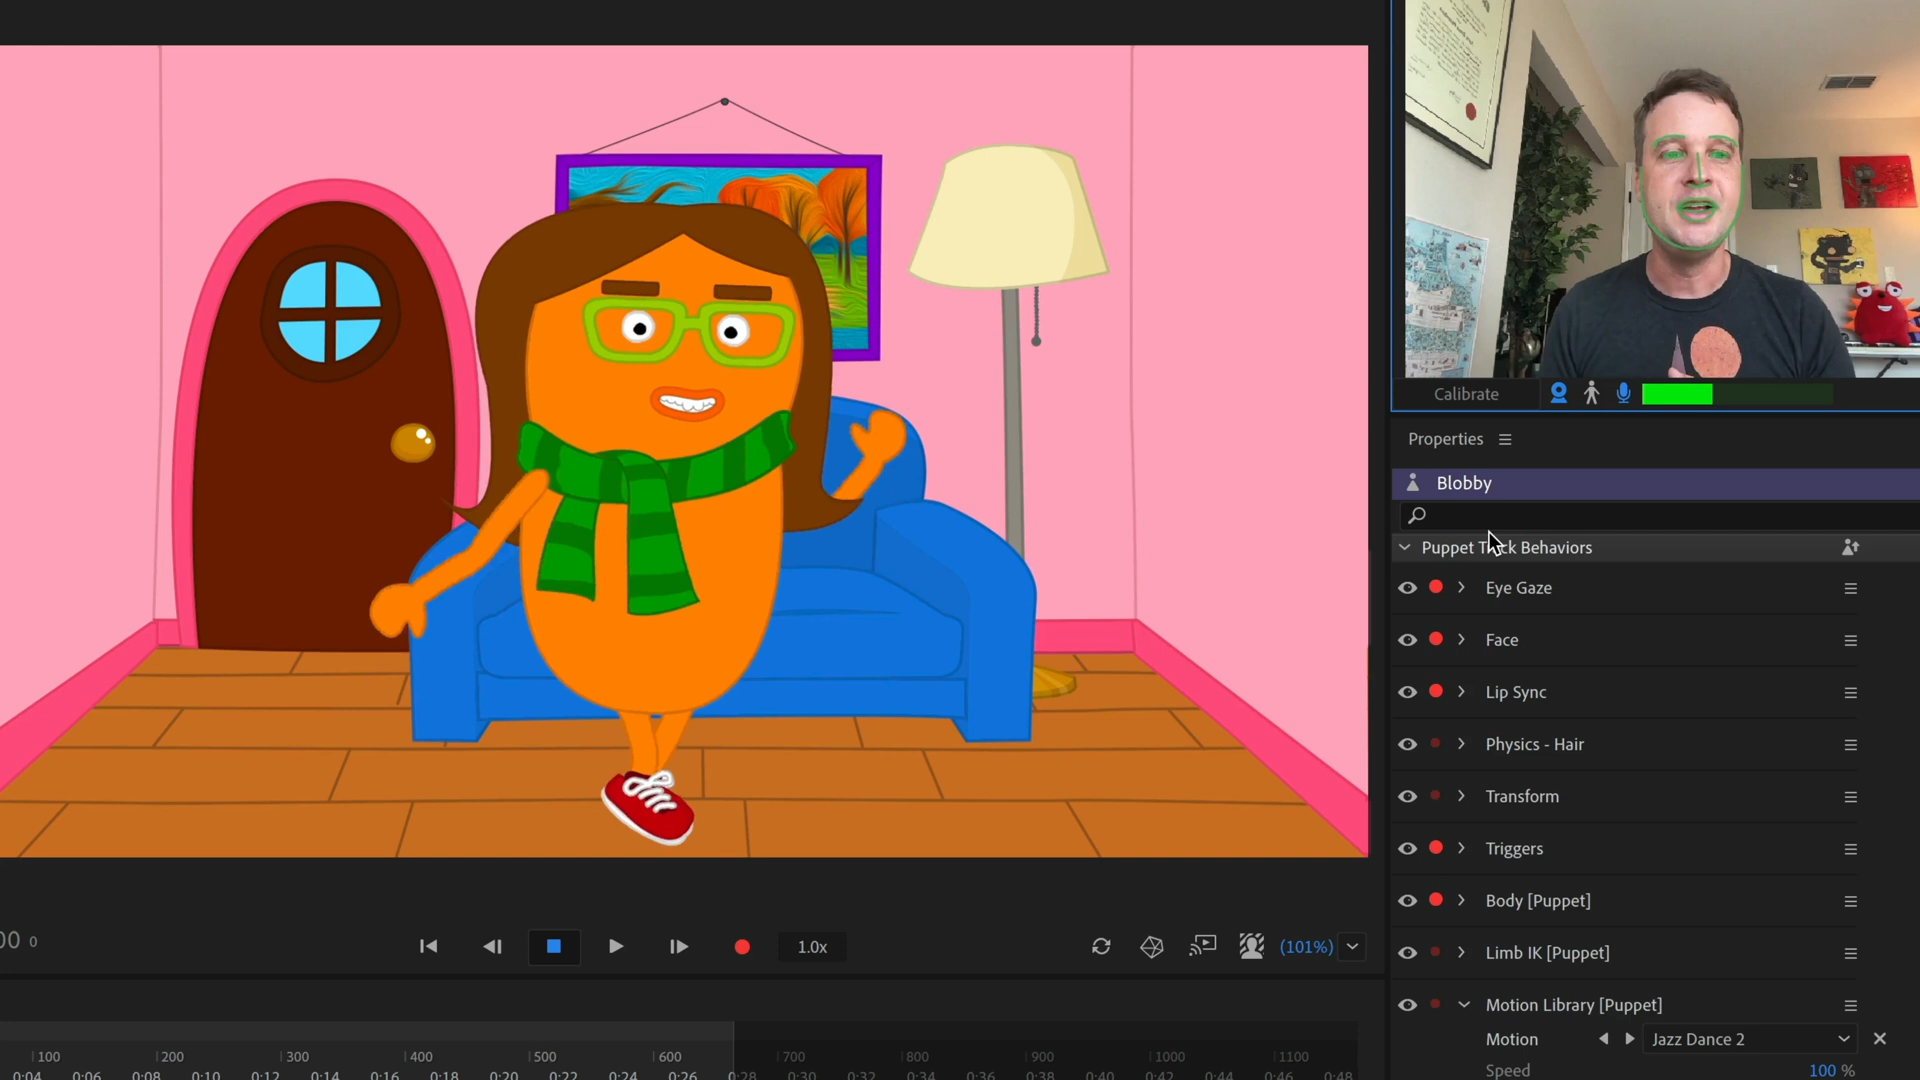 Calibrate
Properties
Blobby
Puppet Track Behaviors
Eye Gaze
Face
Lip Sync
Physics - Hair
Transform
Triggers
Body [Puppet]
00 0
1.0x
(101%)
Limb IK [Puppet]
Motion Library [Puppet]
Motion Jazz Dance 2
Speed 100 %
100 200 300 400 500 600 700 800 900 1000 1100
0:04 0:06 0:08 0:10 0:12 0:14 0:16 0:18 0:20 0:22 0:24 0:26 0:28 0:30 0:32 0:34 0:36 0:38 0:40 0:42 0:44 0:46 0:48